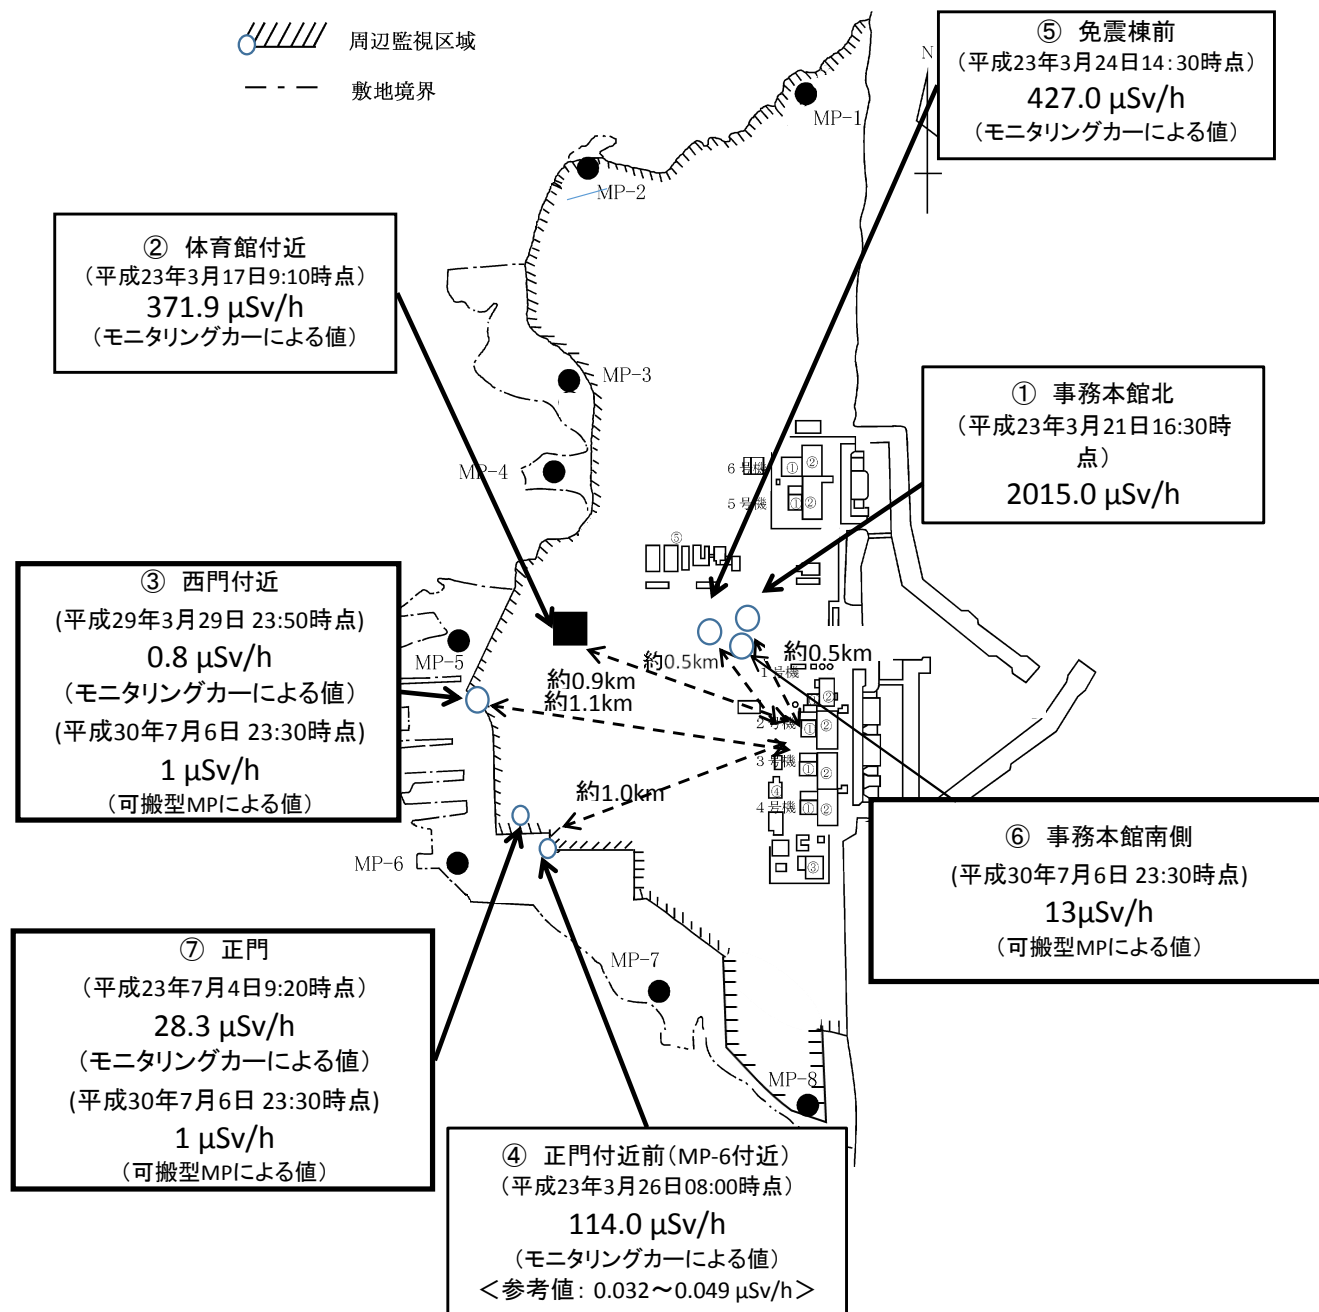 周辺監視区域
敷地境界
⑤ 免震棟前
(平成23年3月24日14:30時点)
427.0 μSv/h
(モニタリングカーによる値)
N
MP-1
MP-2
② 体育館付近
(平成23年3月17日9:10時点)
371.9 μSv/h
(モニタリングカーによる値)
MP-3
① 事務本館北
(平成23年3月21日16:30時
点)
2015.0 μSv/h
MP-4
6号機
① ②
5号機
① ②
⑤
③ 西門付近
(平成29年3月29日 23:50時点)
0.8 μSv/h
(モニタリングカーによる値)
(平成30年7月6日 23:30時点)
1 μSv/h
(可搬型MPによる値)
MP-5
約0.5km
約0.5km
約0.9km
約1.1km
1号機
②
2号機
① ②
3号機
① ②
約1.0km
④
4号機
① ②
③
MP-6
⑥ 事務本館南側
(平成30年7月6日 23:30時点)
13μSv/h
(可搬型MPによる値)
⑦ 正門
(平成23年7月4日9:20時点)
28.3 μSv/h
(モニタリングカーによる値)
(平成30年7月6日 23:30時点)
1 μSv/h
(可搬型MPによる値)
MP-7
MP-8
④ 正門付近前(MP-6付近)
(平成23年3月26日08:00時点)
114.0 μSv/h
(モニタリングカーによる値)
<参考値: 0.032～0.049 μSv/h>